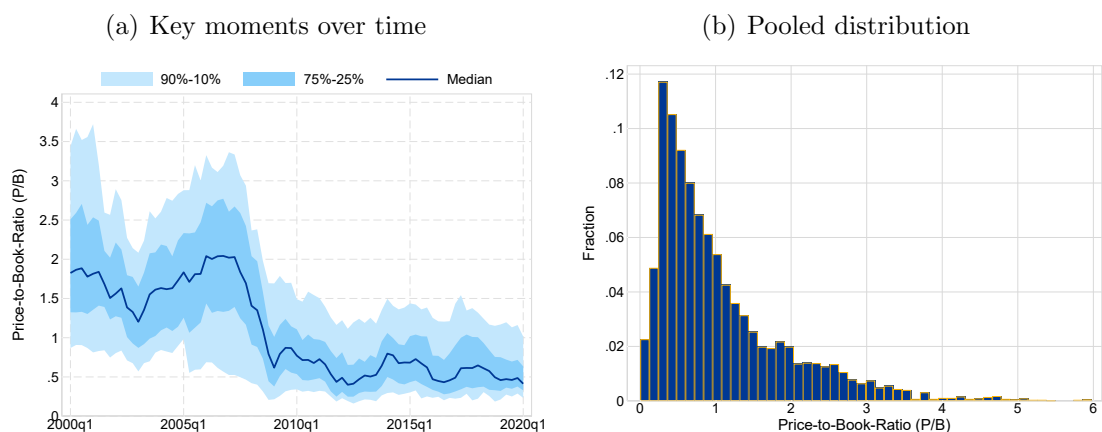 (a) Key moments over time
90%-10% 75%-25% Median
Price-to-Book-Ratio (P/B)
4
3.5
3
2.5
2
1.5
1
.5
0
2000q1 2005q1 2010q1 2015q1 2020q1
(b) Pooled distribution
Fraction
.12
.1
.08
.06
.04
.02
0
0 1 2 3 4 5 6
Price-to-Book-Ratio (P/B)